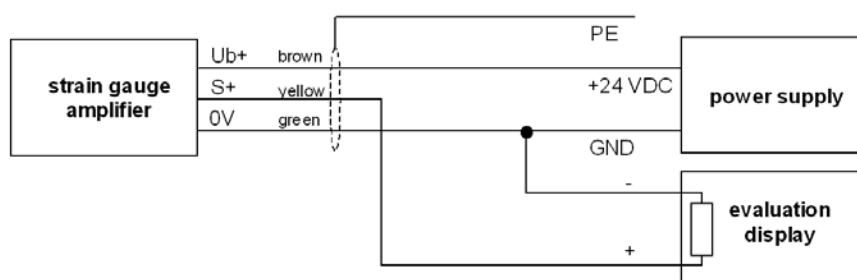 PE
Ub+ brown
strain gauge
amplifier
S+ yellow
+24 VDC
power supply
0V green
GND
-
evaluation
display
+